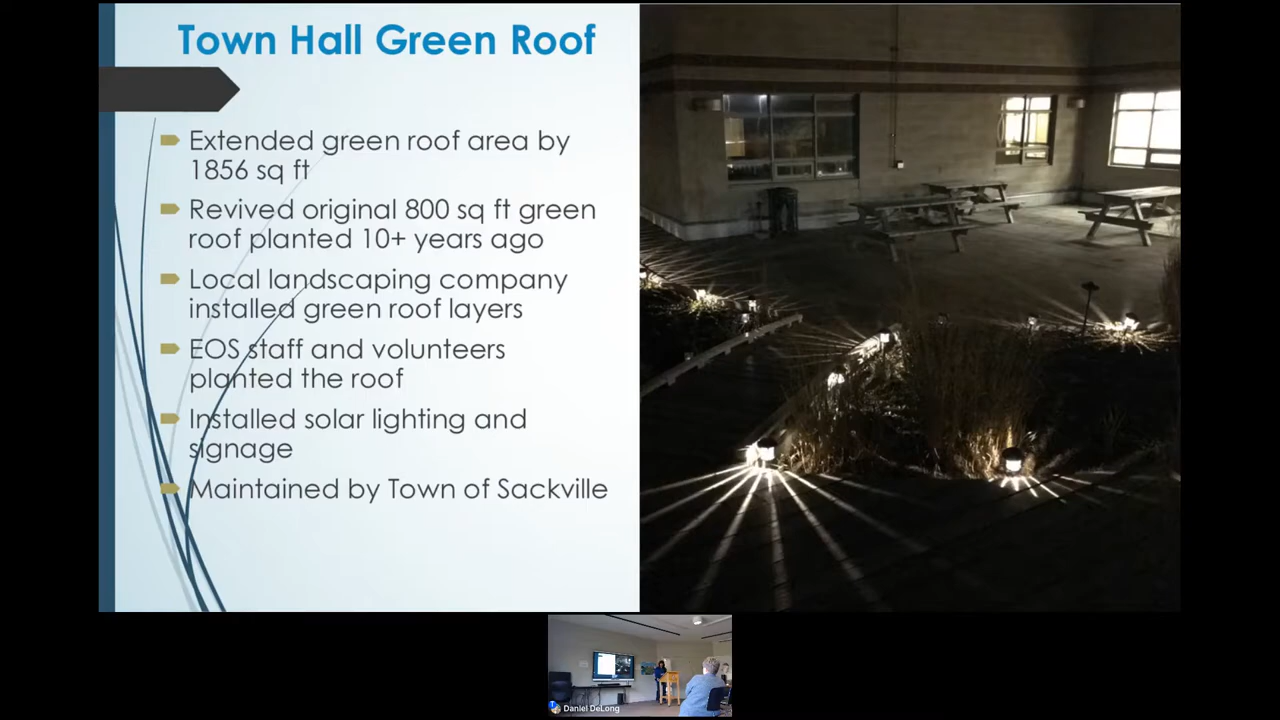 Town Hall Green Roof
Extended green roof area by
1856 sq ft
Revived original 800 sq ft green
roof planted 10+ years ago
Local landscaping company
installed green roof layers
EOS staff and volunteers
planted the roof
Installed solar lighting and
signage
Maintained by Town of Sackville
Daniel DeLong